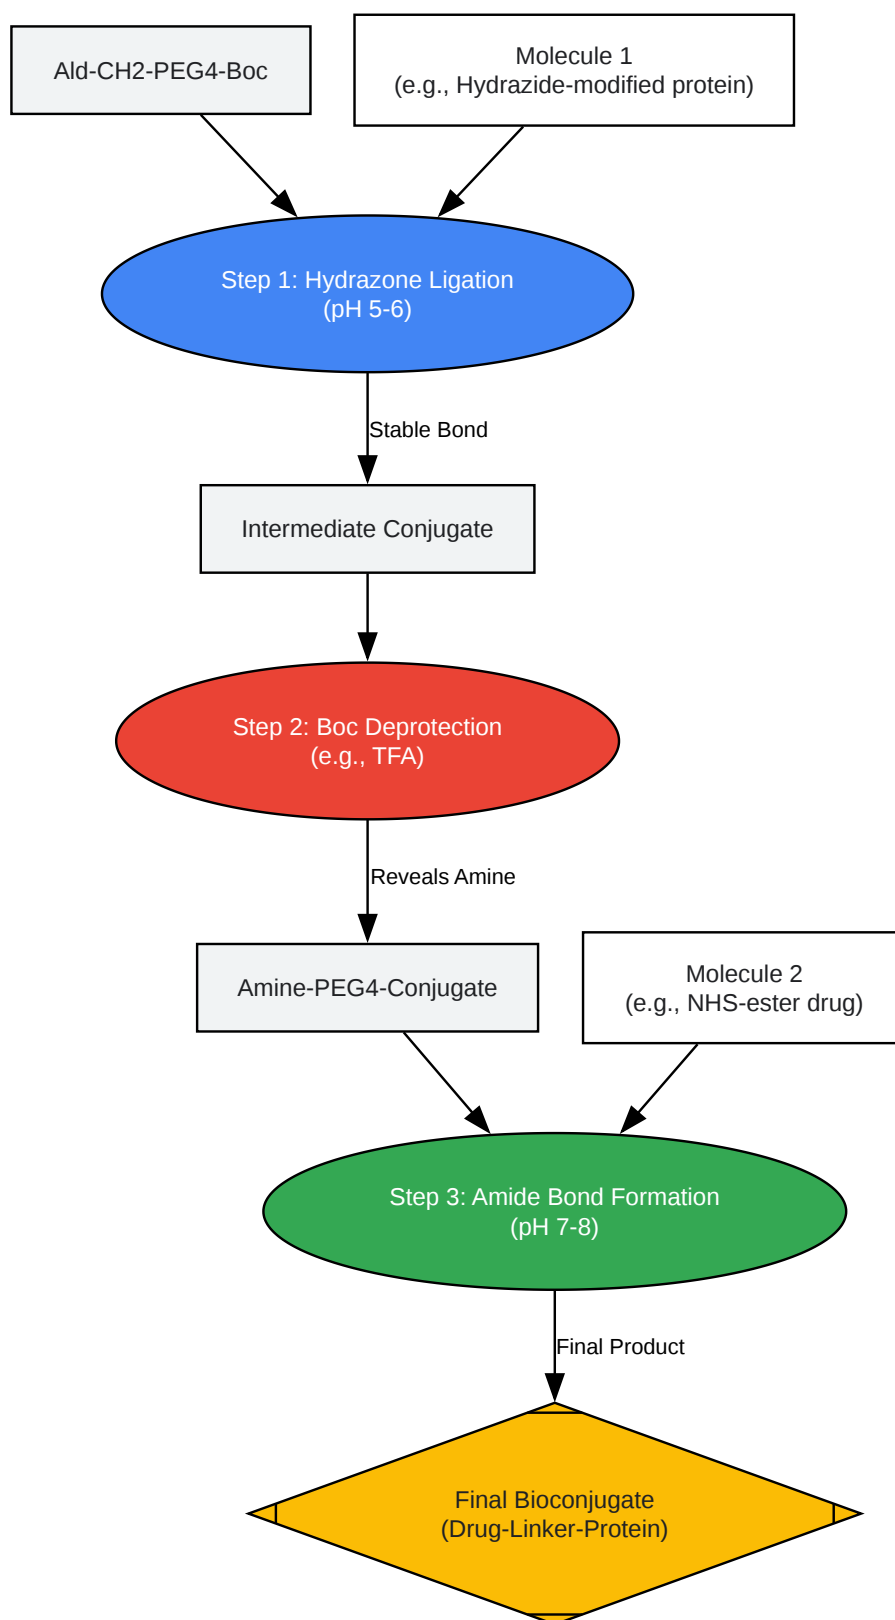 Ald-CH2-PEG4-Boc
Molecule 1
(e.g., Hydrazide-modified protein)
Step 1: Hydrazone Ligation
(pH 5-6)
Stable Bond
Intermediate Conjugate
Step 2: Boc Deprotection
(e.g., TFA)
Reveals Amine
Amine-PEG4-Conjugate
Molecule 2
(e.g., NHS-ester drug)
Step 3: Amide Bond Formation
(pH 7-8)
Final Product
Final Bioconjugate
(Drug-Linker-Protein)